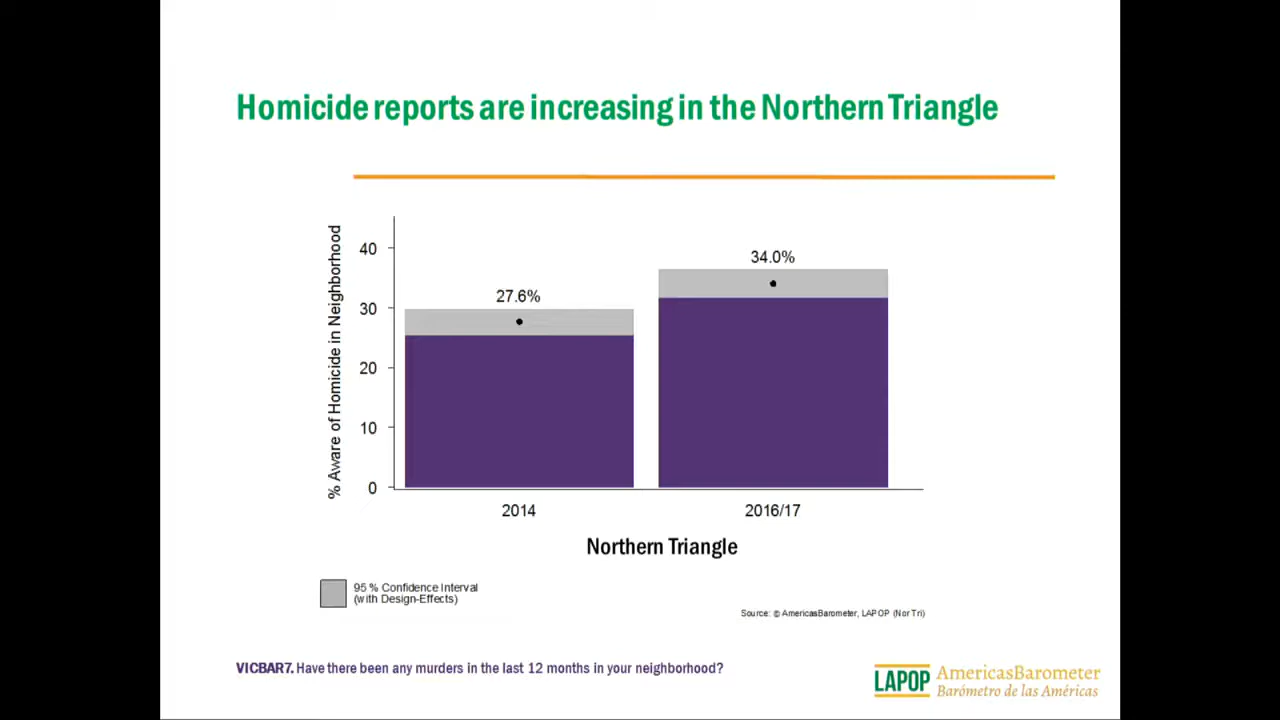 Homicide reports are increasing in the Northern Triangle
% Aware of Homicide in Neighborhood
40
30
20
10
0
27.6%
34.0%
2014
2016/17
Northern Triangle
95 % Confidence Interval
(with Design-Effects)
Source: © AmericasBarometer, LAPOP (Nor Tri)
VICBAR7. Have there been any murders in the last 12 months in your neighborhood?
LAPOP
AmericasBarometer
Barómetro de las Américas